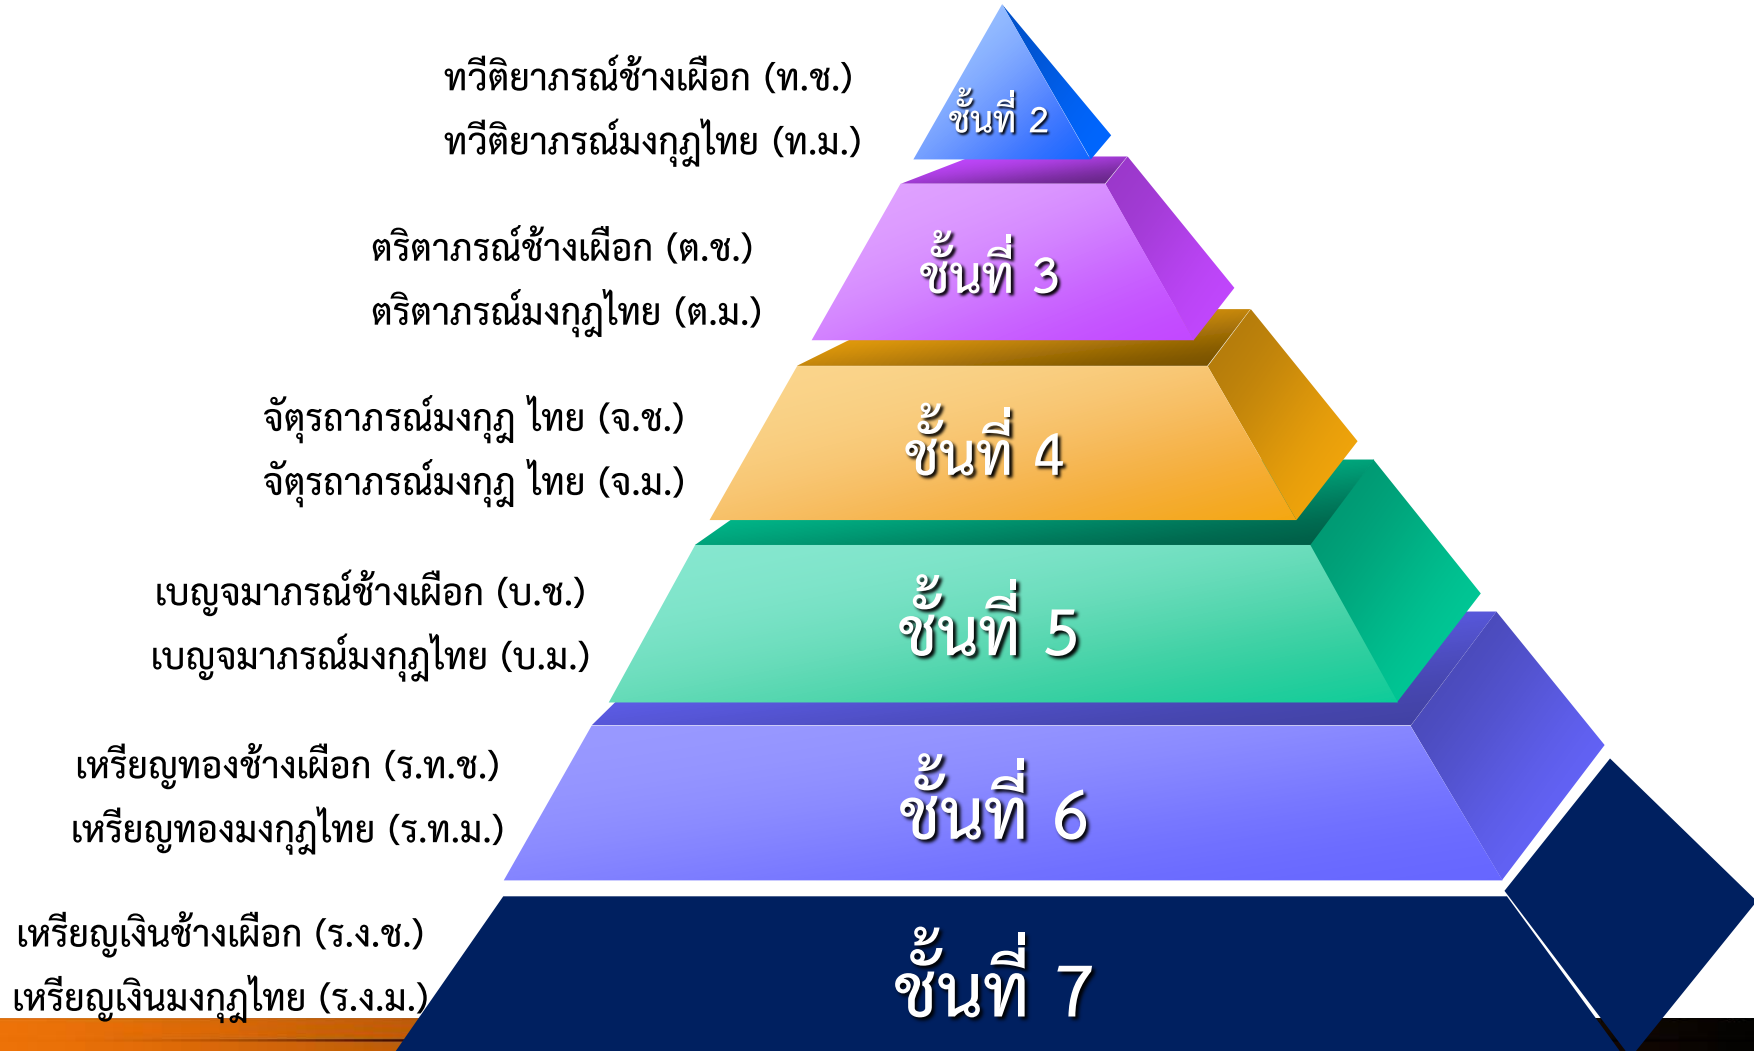 ทวีติยาภรณ์ช้างเผือก (ท.ช.)
ทวีติยาภรณ์มงกุฎไทย (ท.ม.)
ชั้นที่ 2
ตริตาภรณ์ช้างเผือก (ต.ช.)
ตริตาภรณ์มงกุฎไทย (ต.ม.)
ชั้นที่ 3
จัตุรถาภรณ์มงกุฎ ไทย (จ.ช.)
จัตุรถาภรณ์มงกุฎ ไทย (จ.ม.)
ชั้นที่ 4
เบญจมาภรณ์ช้างเผือก (บ.ช.)
เบญจมาภรณ์มงกุฎไทย (บ.ม.)
ชั้นที่ 5
เหรียญทองช้างเผือก (ร.ท.ช.)
เหรียญทองมงกุฎไทย (ร.ท.ม.)
ชั้นที่ 6
เหรียญเงินช้างเผือก (ร.ง.ช.)
เหรียญเงินมงกุฎไทย (ร.ง.ม.)
ชั้นที่ 7